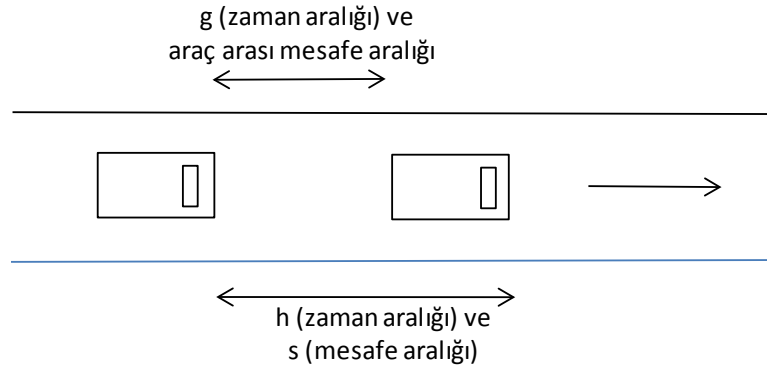 g (zaman aralığı) ve
araç arası mesafe aralığı
h (zaman aralığı) ve
s (mesafe aralığı)